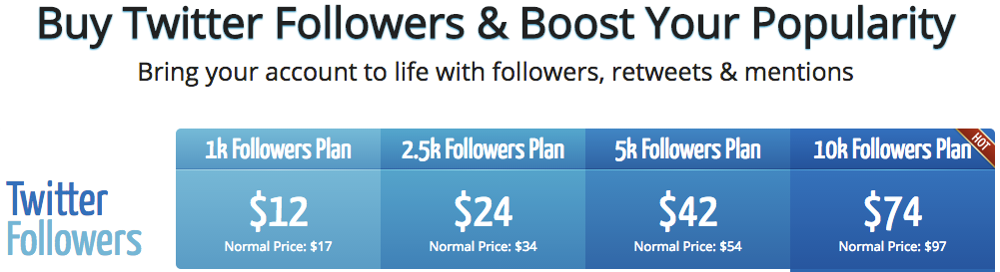 Buy Twitter Followers & Boost Your Popularity
Bring your account to life with followers, retweets & mentions
1k Followers Plan 2.5k Followers Plan 5k Followers Plan 10k Followers Plan HOT
Twitter Followers
$12 $24 $42 $74
Normal Price: $17 Normal Price: $34 Normal Price: $54 Normal Price: $97